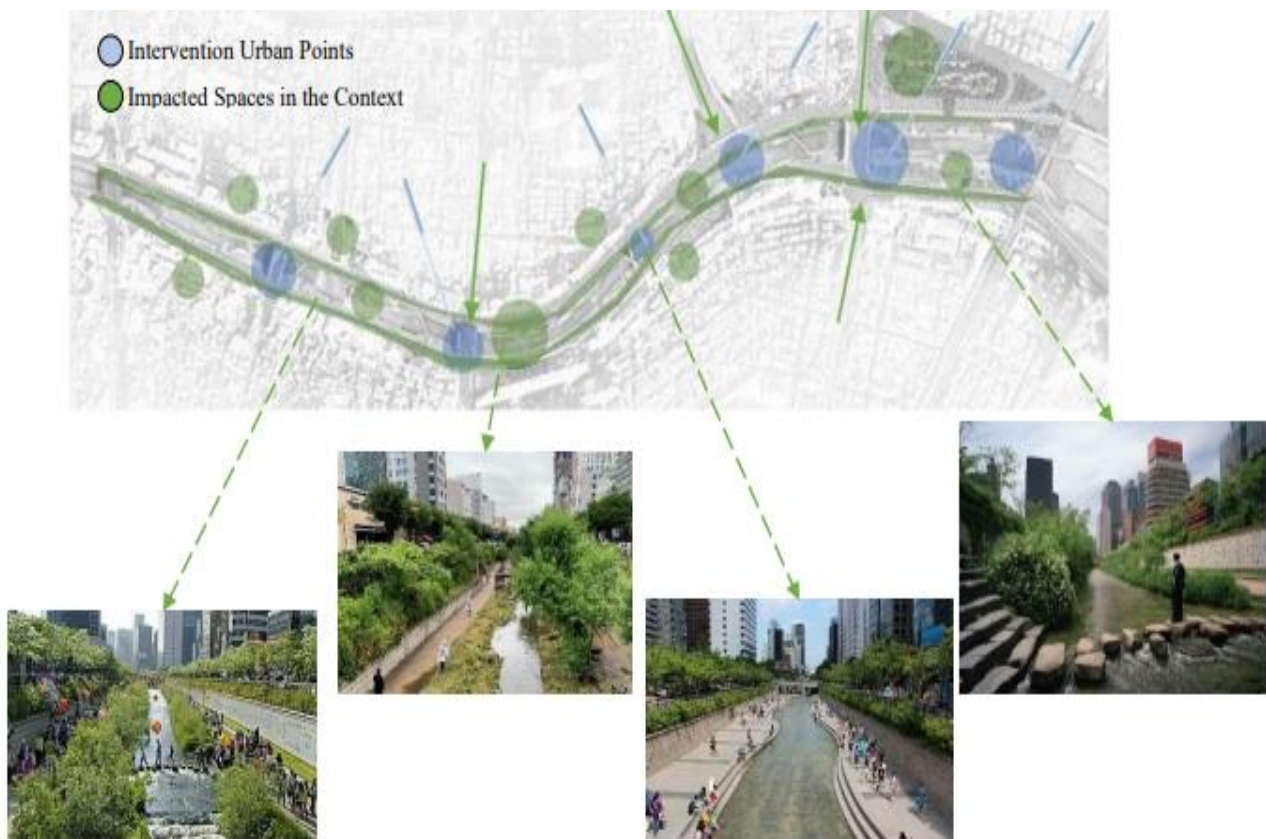 Intervention Urban Points
Impacted Spaces in the Context